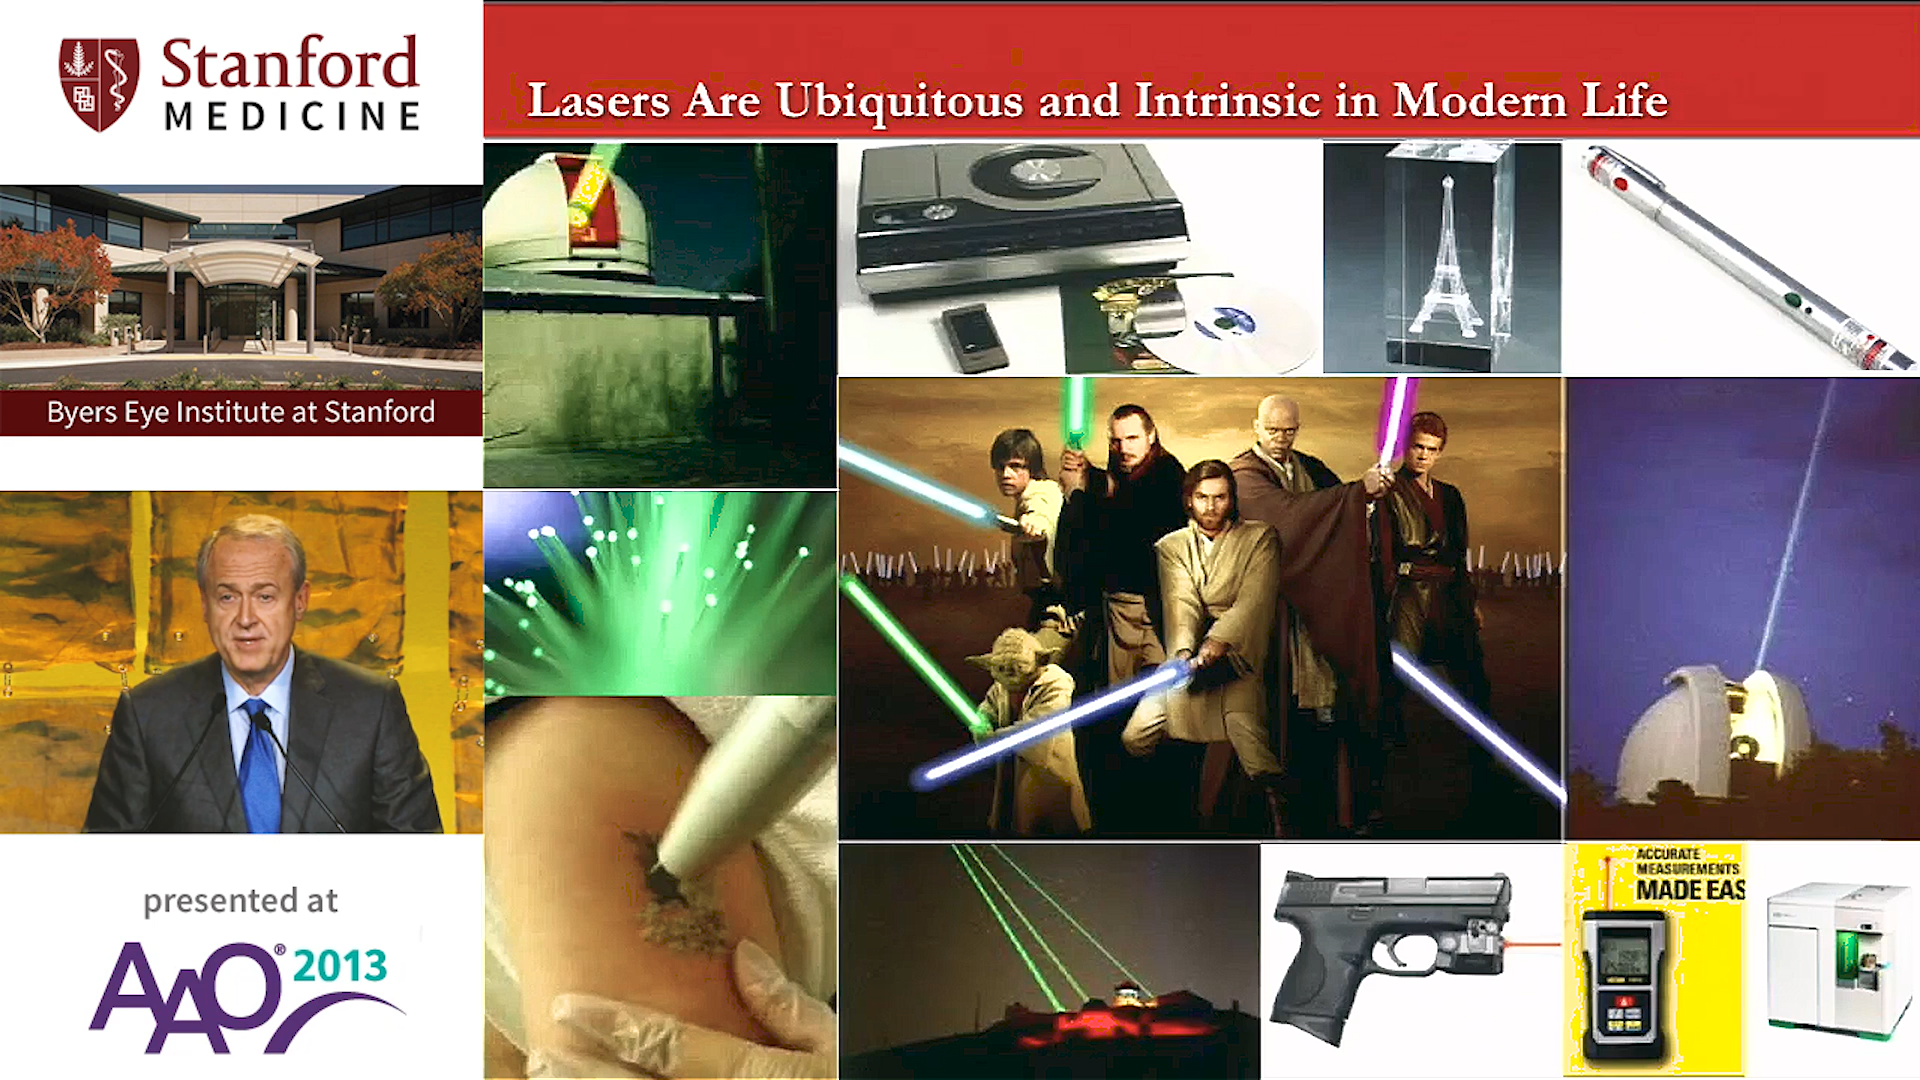 Stanford
MEDICINE
Lasers Are Ubiquitous and Intrinsic in Modern Life
Byers Eye Institute at Stanford
presented at
AAO® 2013
ACCURATE
MEASUREMENTS
MADE EAS